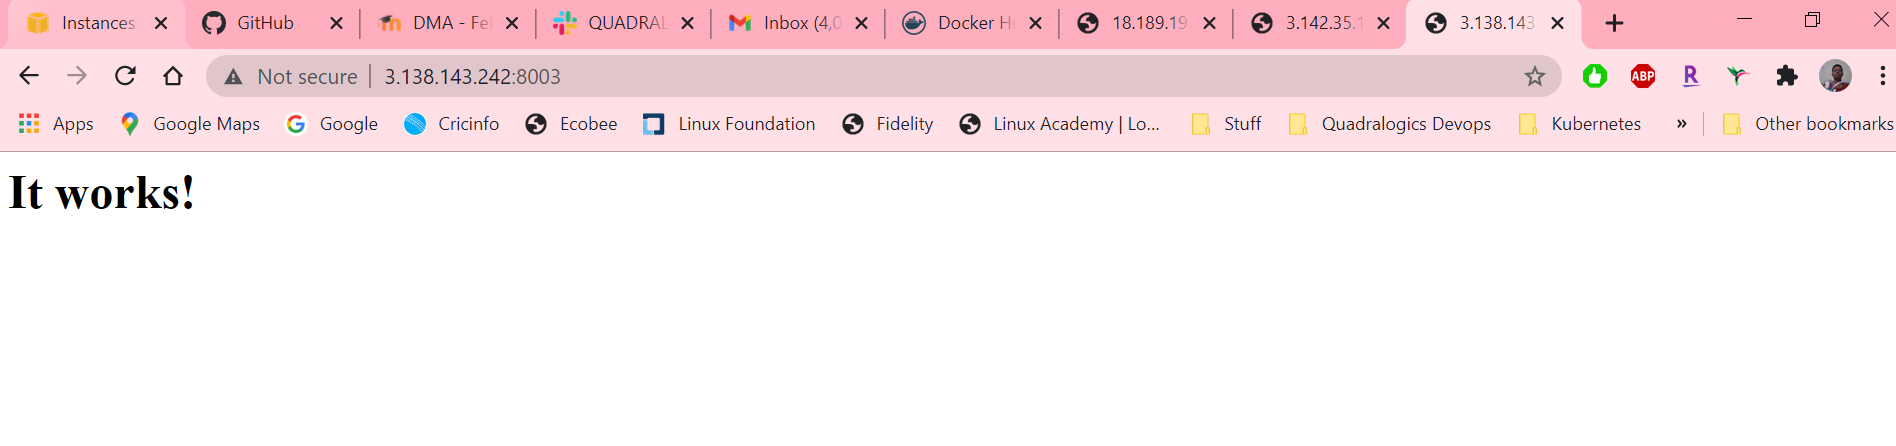 Instances GitHub DMA - Fe QUADRAL Inbox (4,0 Docker H 18.189.19 3.142.35.1 3.138.143
Not secure 3.138.143.242:8003 ABP R
Apps Google Maps Google Cricinfo Ecobee Linux Foundation Fidelity Linux Academy | Lo... Stuff Quadralogics Devops Kubernetes » Other bookmarks
It works!